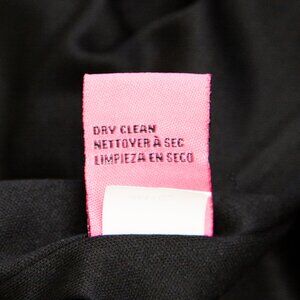 DRY CLEAN
NETTOYER À SEC
LIMPIEZA EN SECO